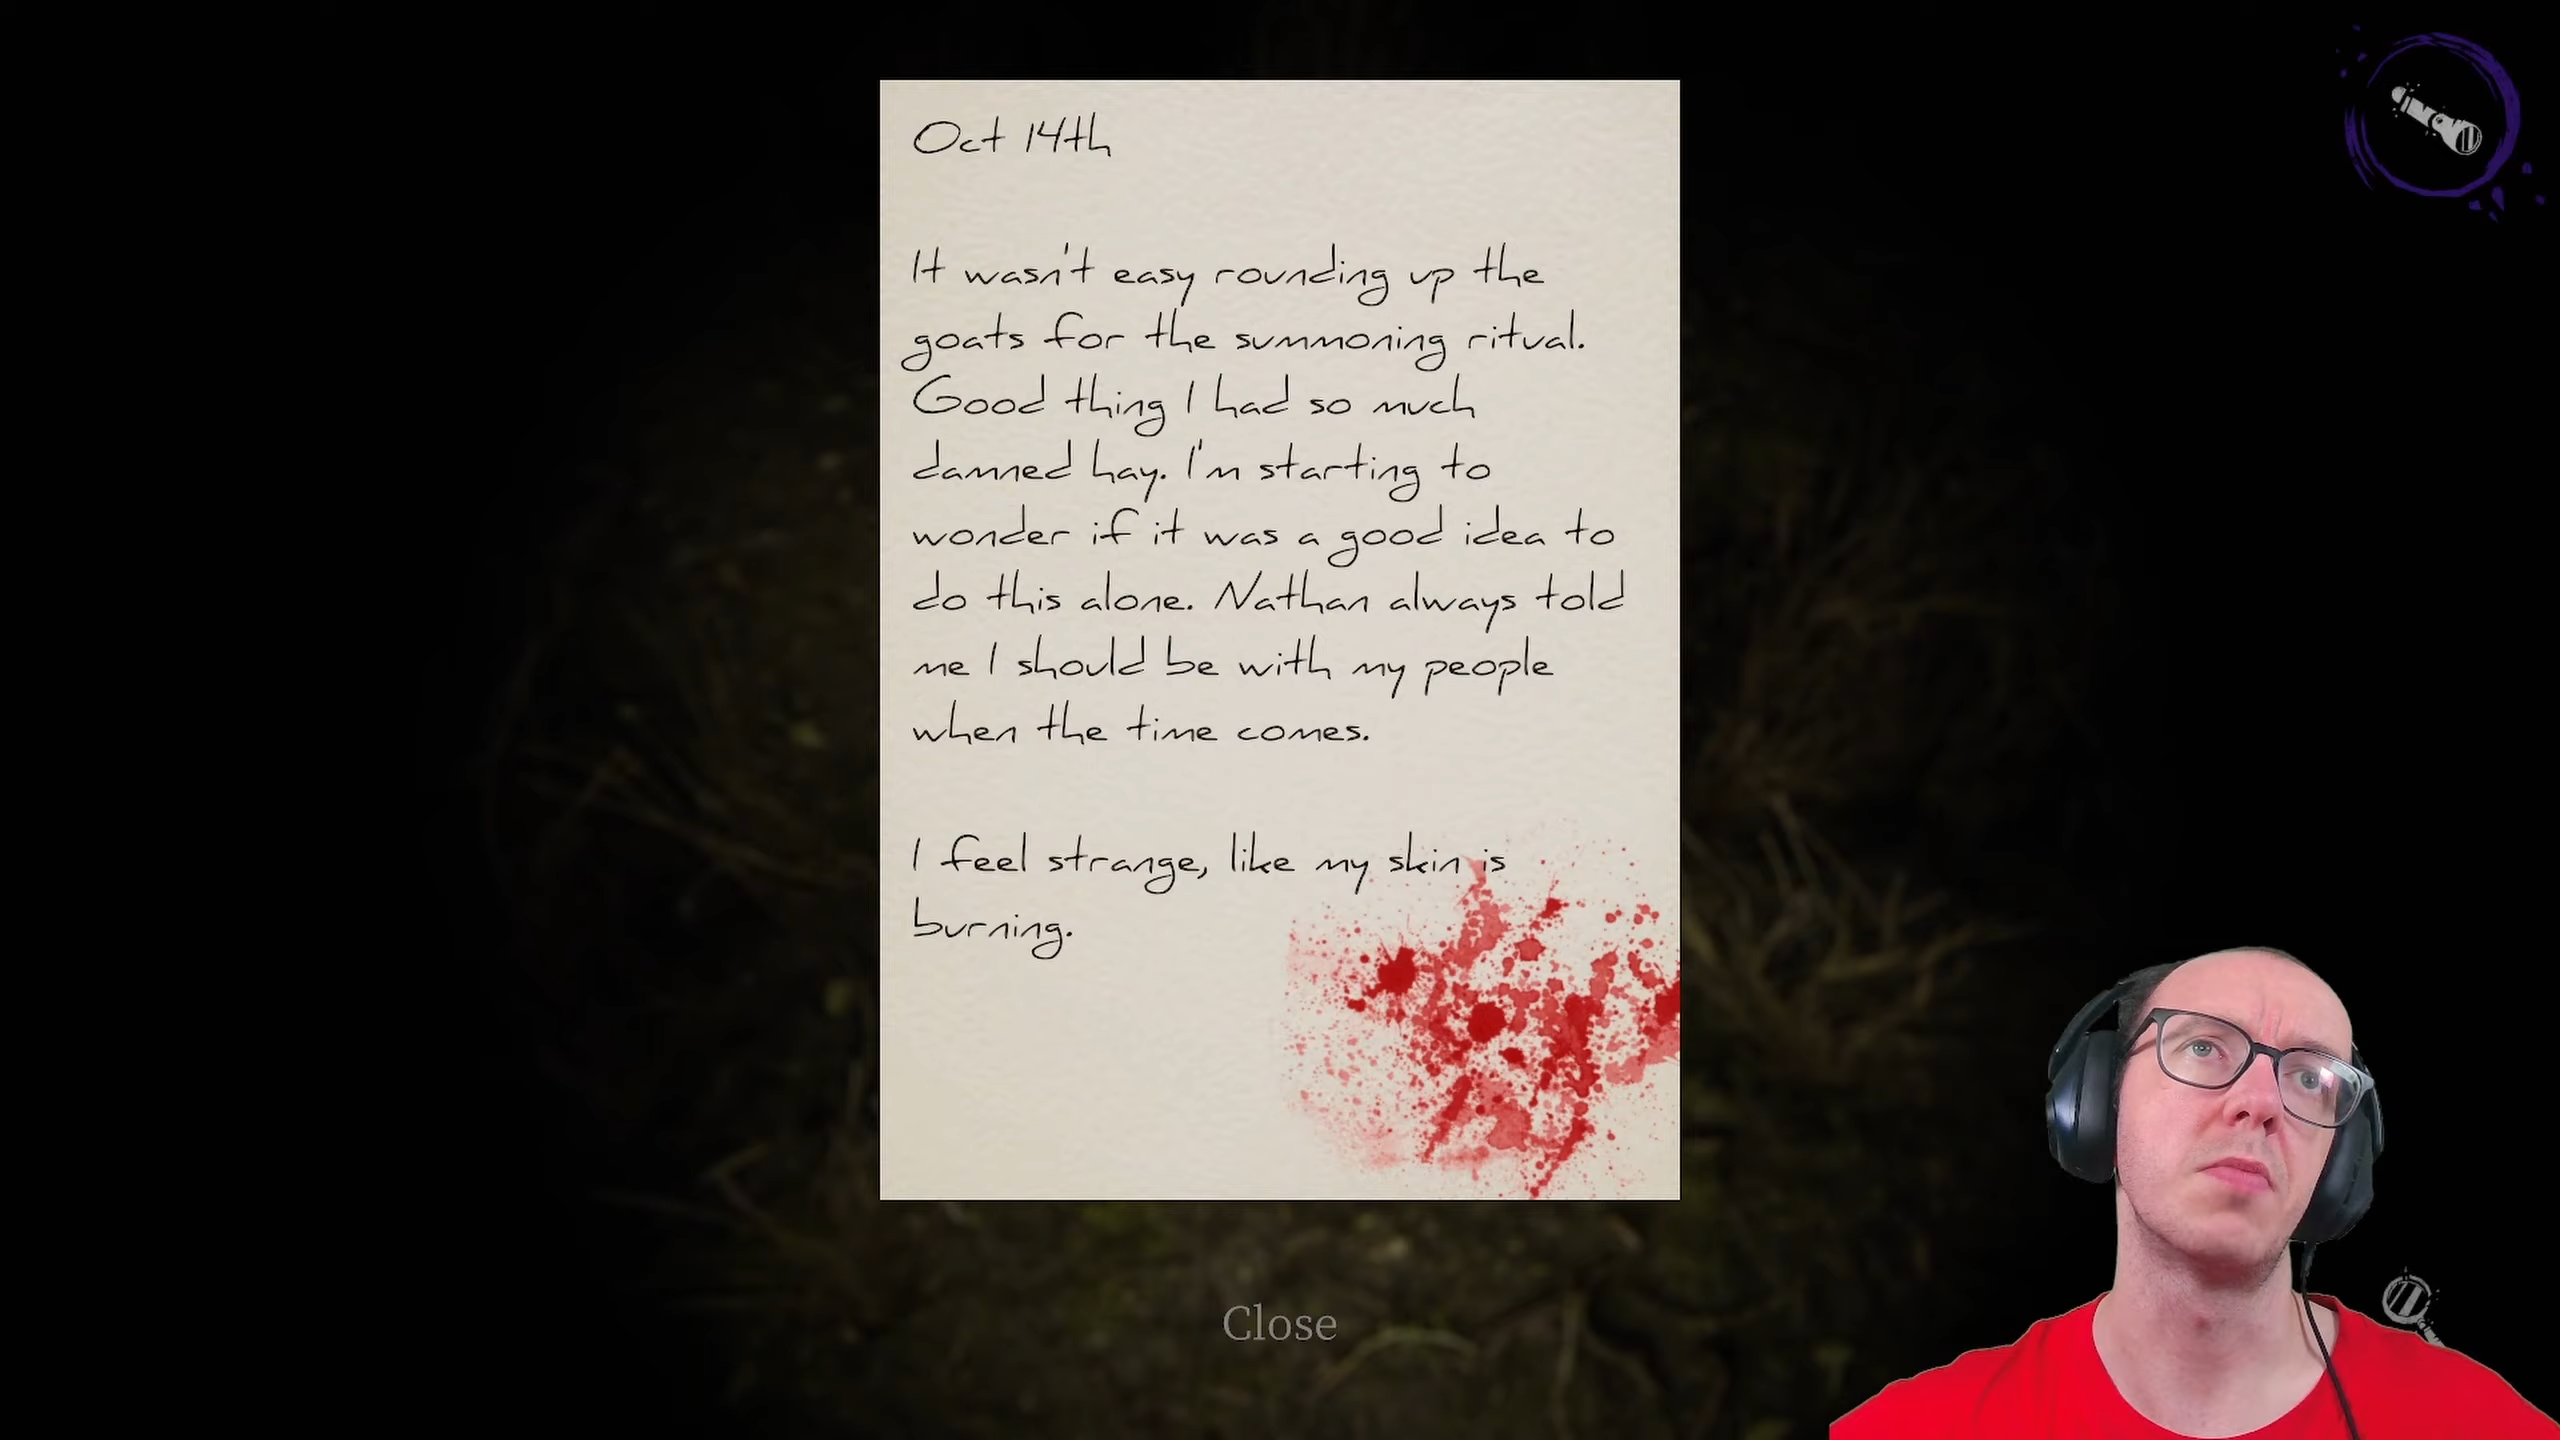 Oct 14th
It wasn't easy rounding up the
goats for the summoning ritual.
Good thing I had so much
damned hay. I'm starting to
wonder if it was a good idea to
do this alone. Nathan always told
me I should be with my people
when the time comes.
I feel strange, like my skin is
burning.
Close